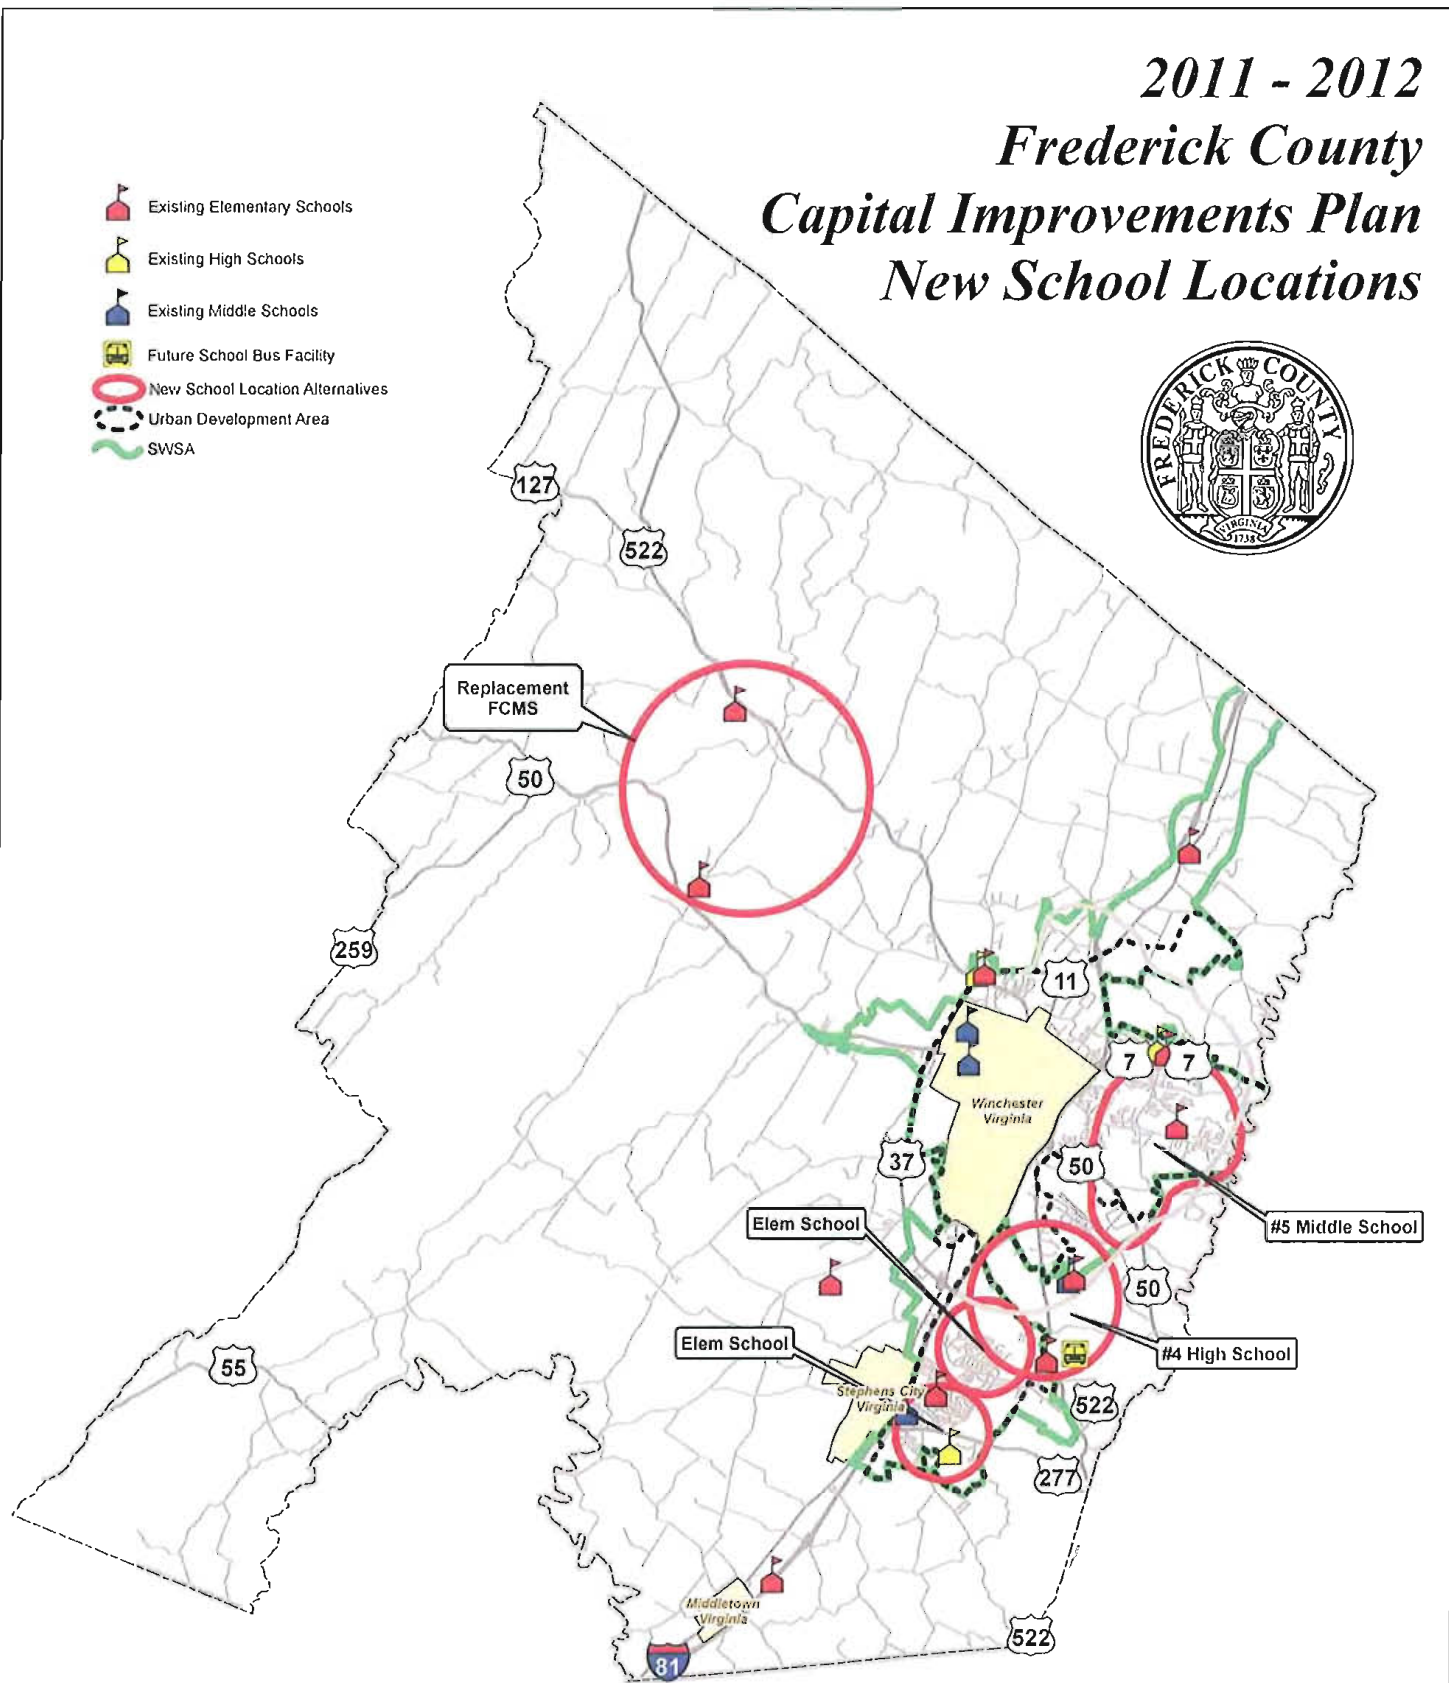 2011 - 2012
Frederick County
Capital Improvements Plan
New School Locations
Existing Elementary Schools
Existing High Schools
Existing Middle Schools
Future School Bus Facility
New School Location Alternatives
Urban Development Area
SWSA
FREDERICK COUNTY
VIRGINIA
1738
127
522
Replacement
FCMS
50
259
11
7
7
Winchester
Virginia
37
50
Elem School
#5 Middle School
50
Elem School
#4 High School
55
Stephens City
Virginia
522
277
Middletown
Virginia
522
81